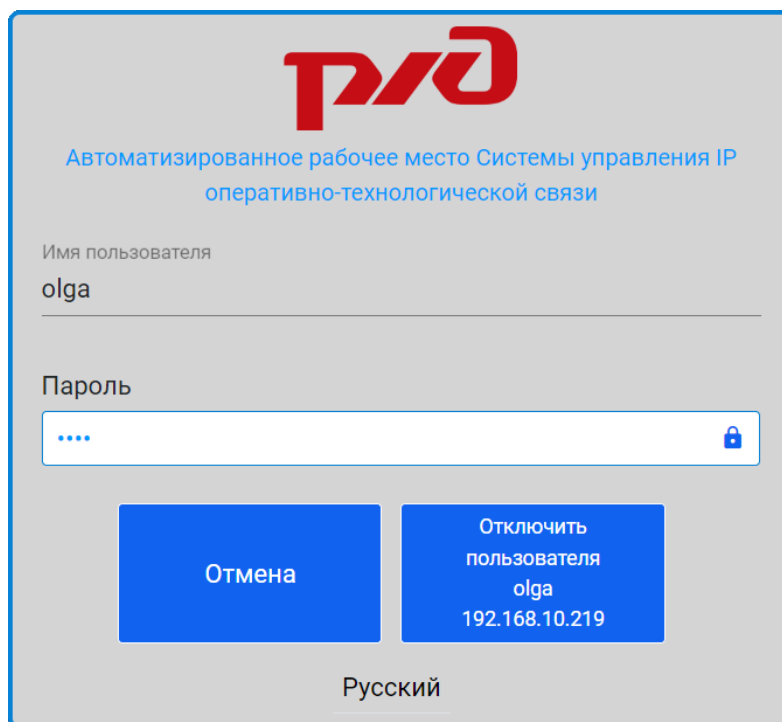 ржд
Автоматизированное рабочее место Системы управления IP
оперативно-технологической связи
Имя пользователя
olga
Пароль
••••
Отмена
Отключить
пользователя
olga
192.168.10.219
Русский